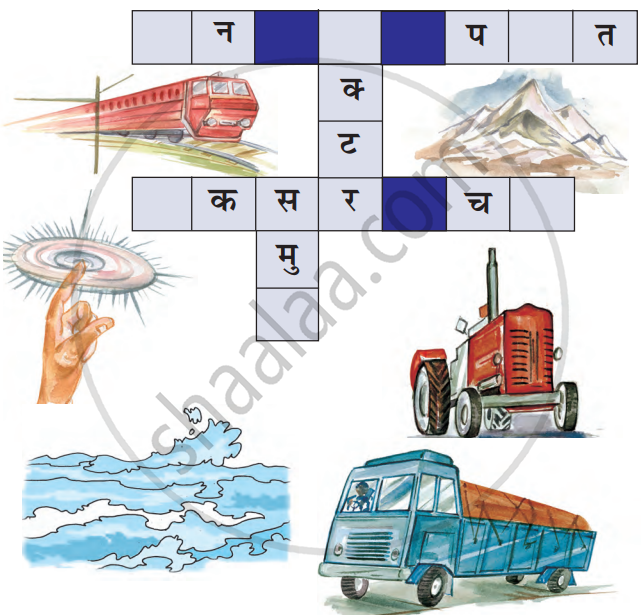 न प त
क्
ट
क स र च
मु
shaalaa.com